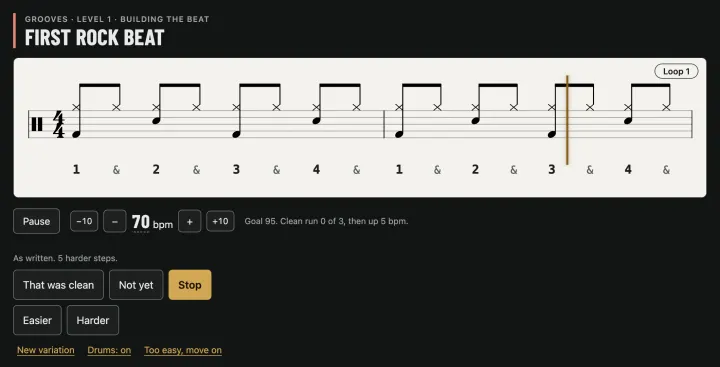 GROOVES · LEVEL 1 · BUILDING THE BEAT
FIRST ROCK BEAT
Loop 1
4
4
1 & 2 & 3 & 4 & 1 & 2 & 3 & 4 &
Pause −10 − 70 bpm + +10 Goal 95. Clean run 0 of 3, then up 5 bpm.
As written. 5 harder steps.
That was clean Not yet Stop
Easier Harder
New variation Drums: on Too easy, move on